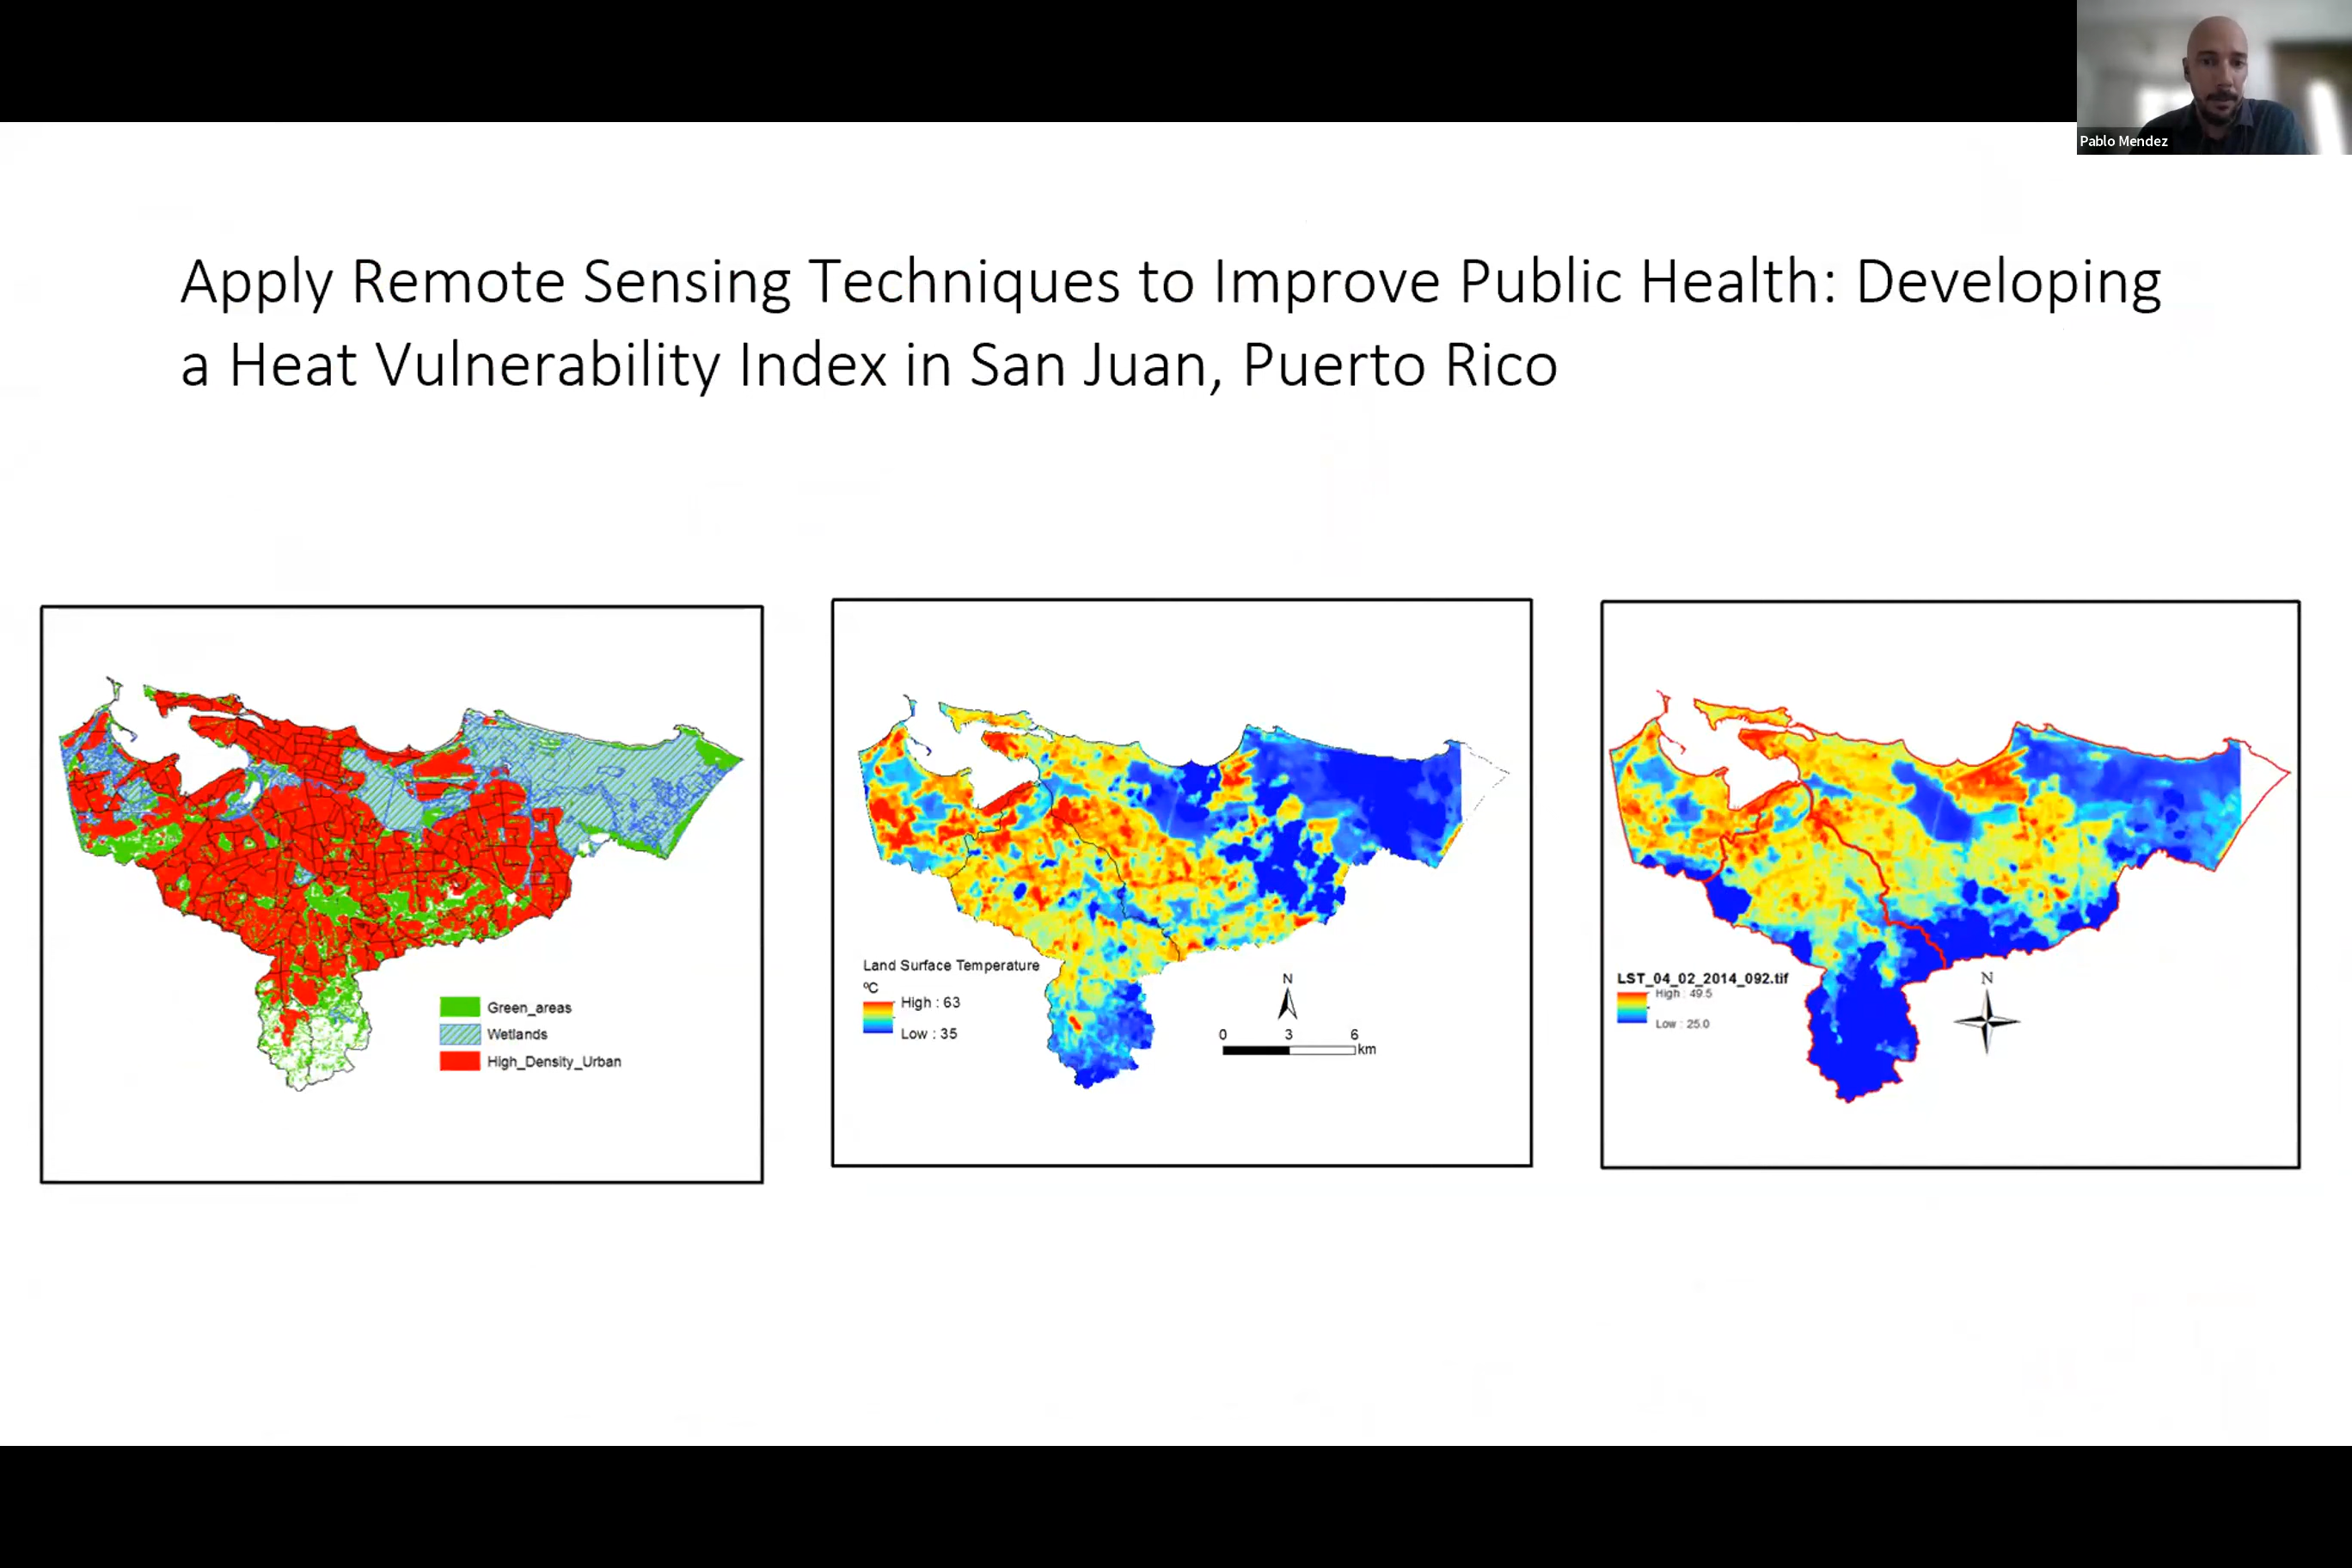 Pablo Mendez
Apply Remote Sensing Techniques to Improve Public Health: Developing
a Heat Vulnerability Index in San Juan, Puerto Rico
Green_areas
Wetlands
High_Density_Urban
Land Surface Temperature
ºC
High : 63
Low : 35
N
0 3 6
km
LST_04_02_2014_092.tif
High : 49.5
Low : 25.0
N